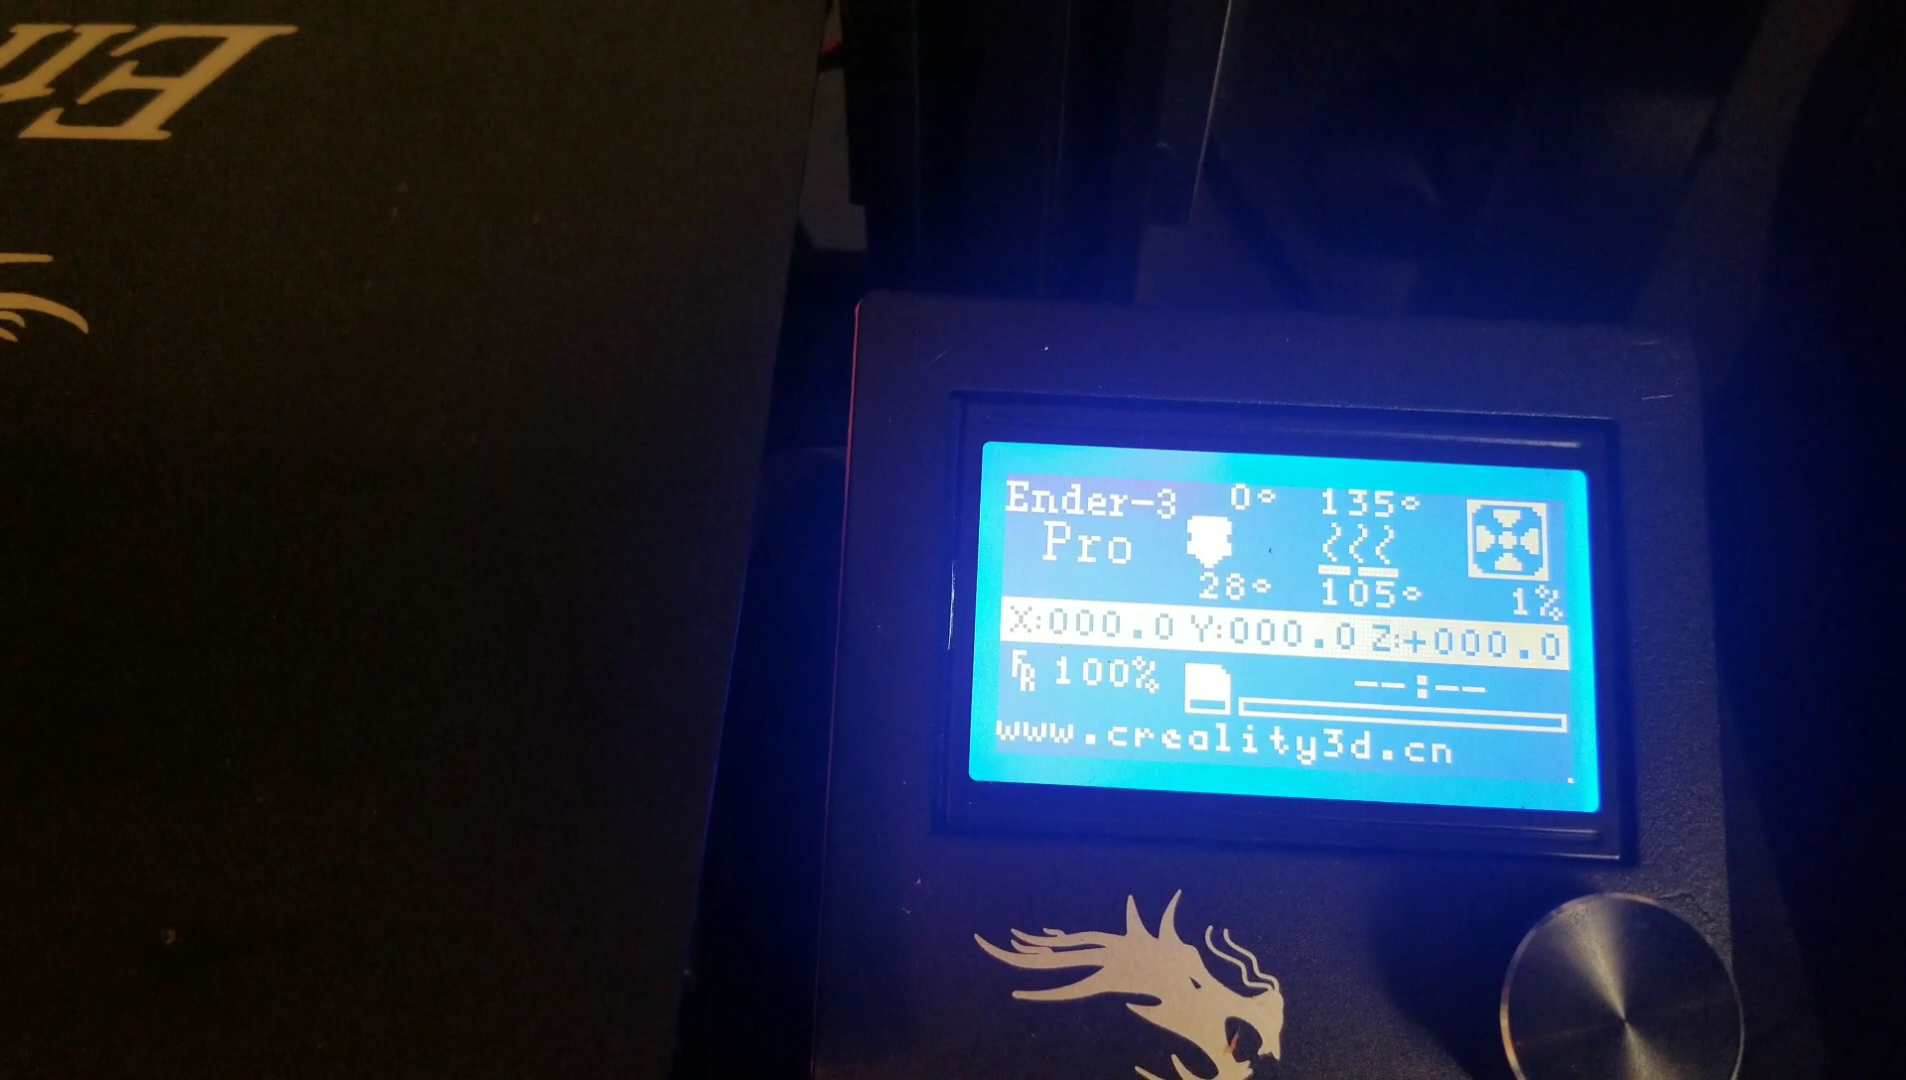 Ender-3 0° 135°
Pro
28° 105° 1%
X:000.0 Y:000.0 Z:+000.0
FR 100%
--:--
www.creality3d.cn